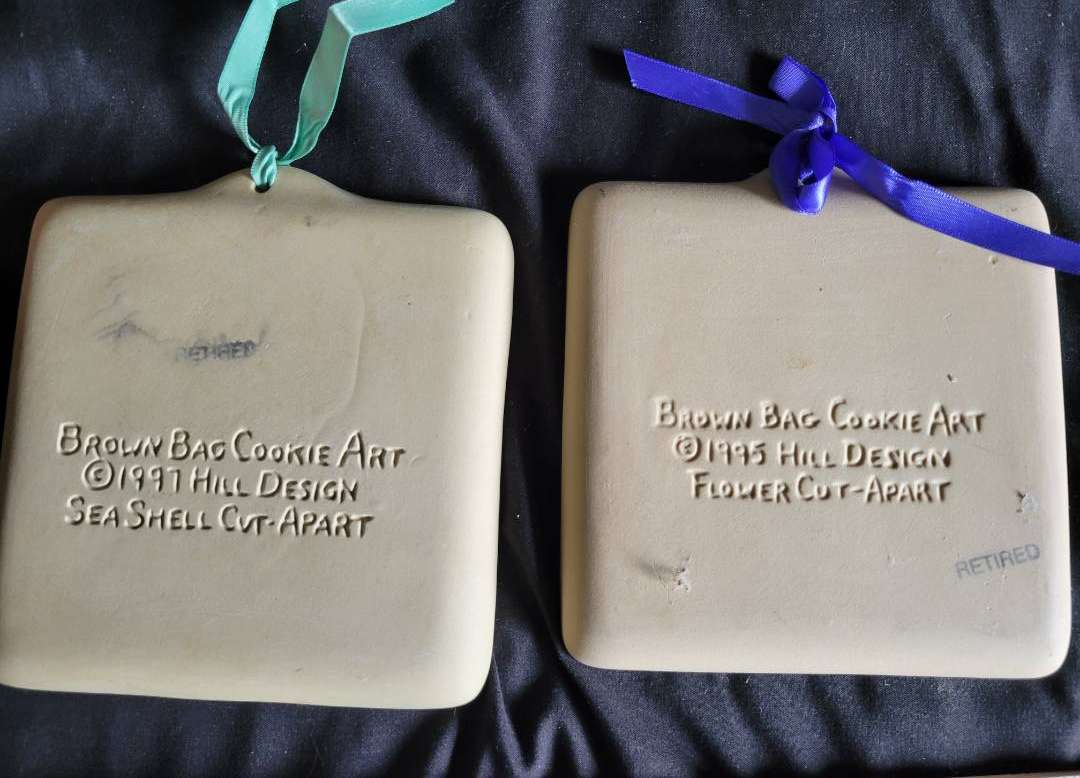 RETIRED
BROWN BAG COOKIE ART
©1997 HILL DESIGN
SEA SHELL CUT-APART
BROWN BAG COOKIE ART
©1995 HILL DESIGN
FLOWER CUT-APART
RETIRED